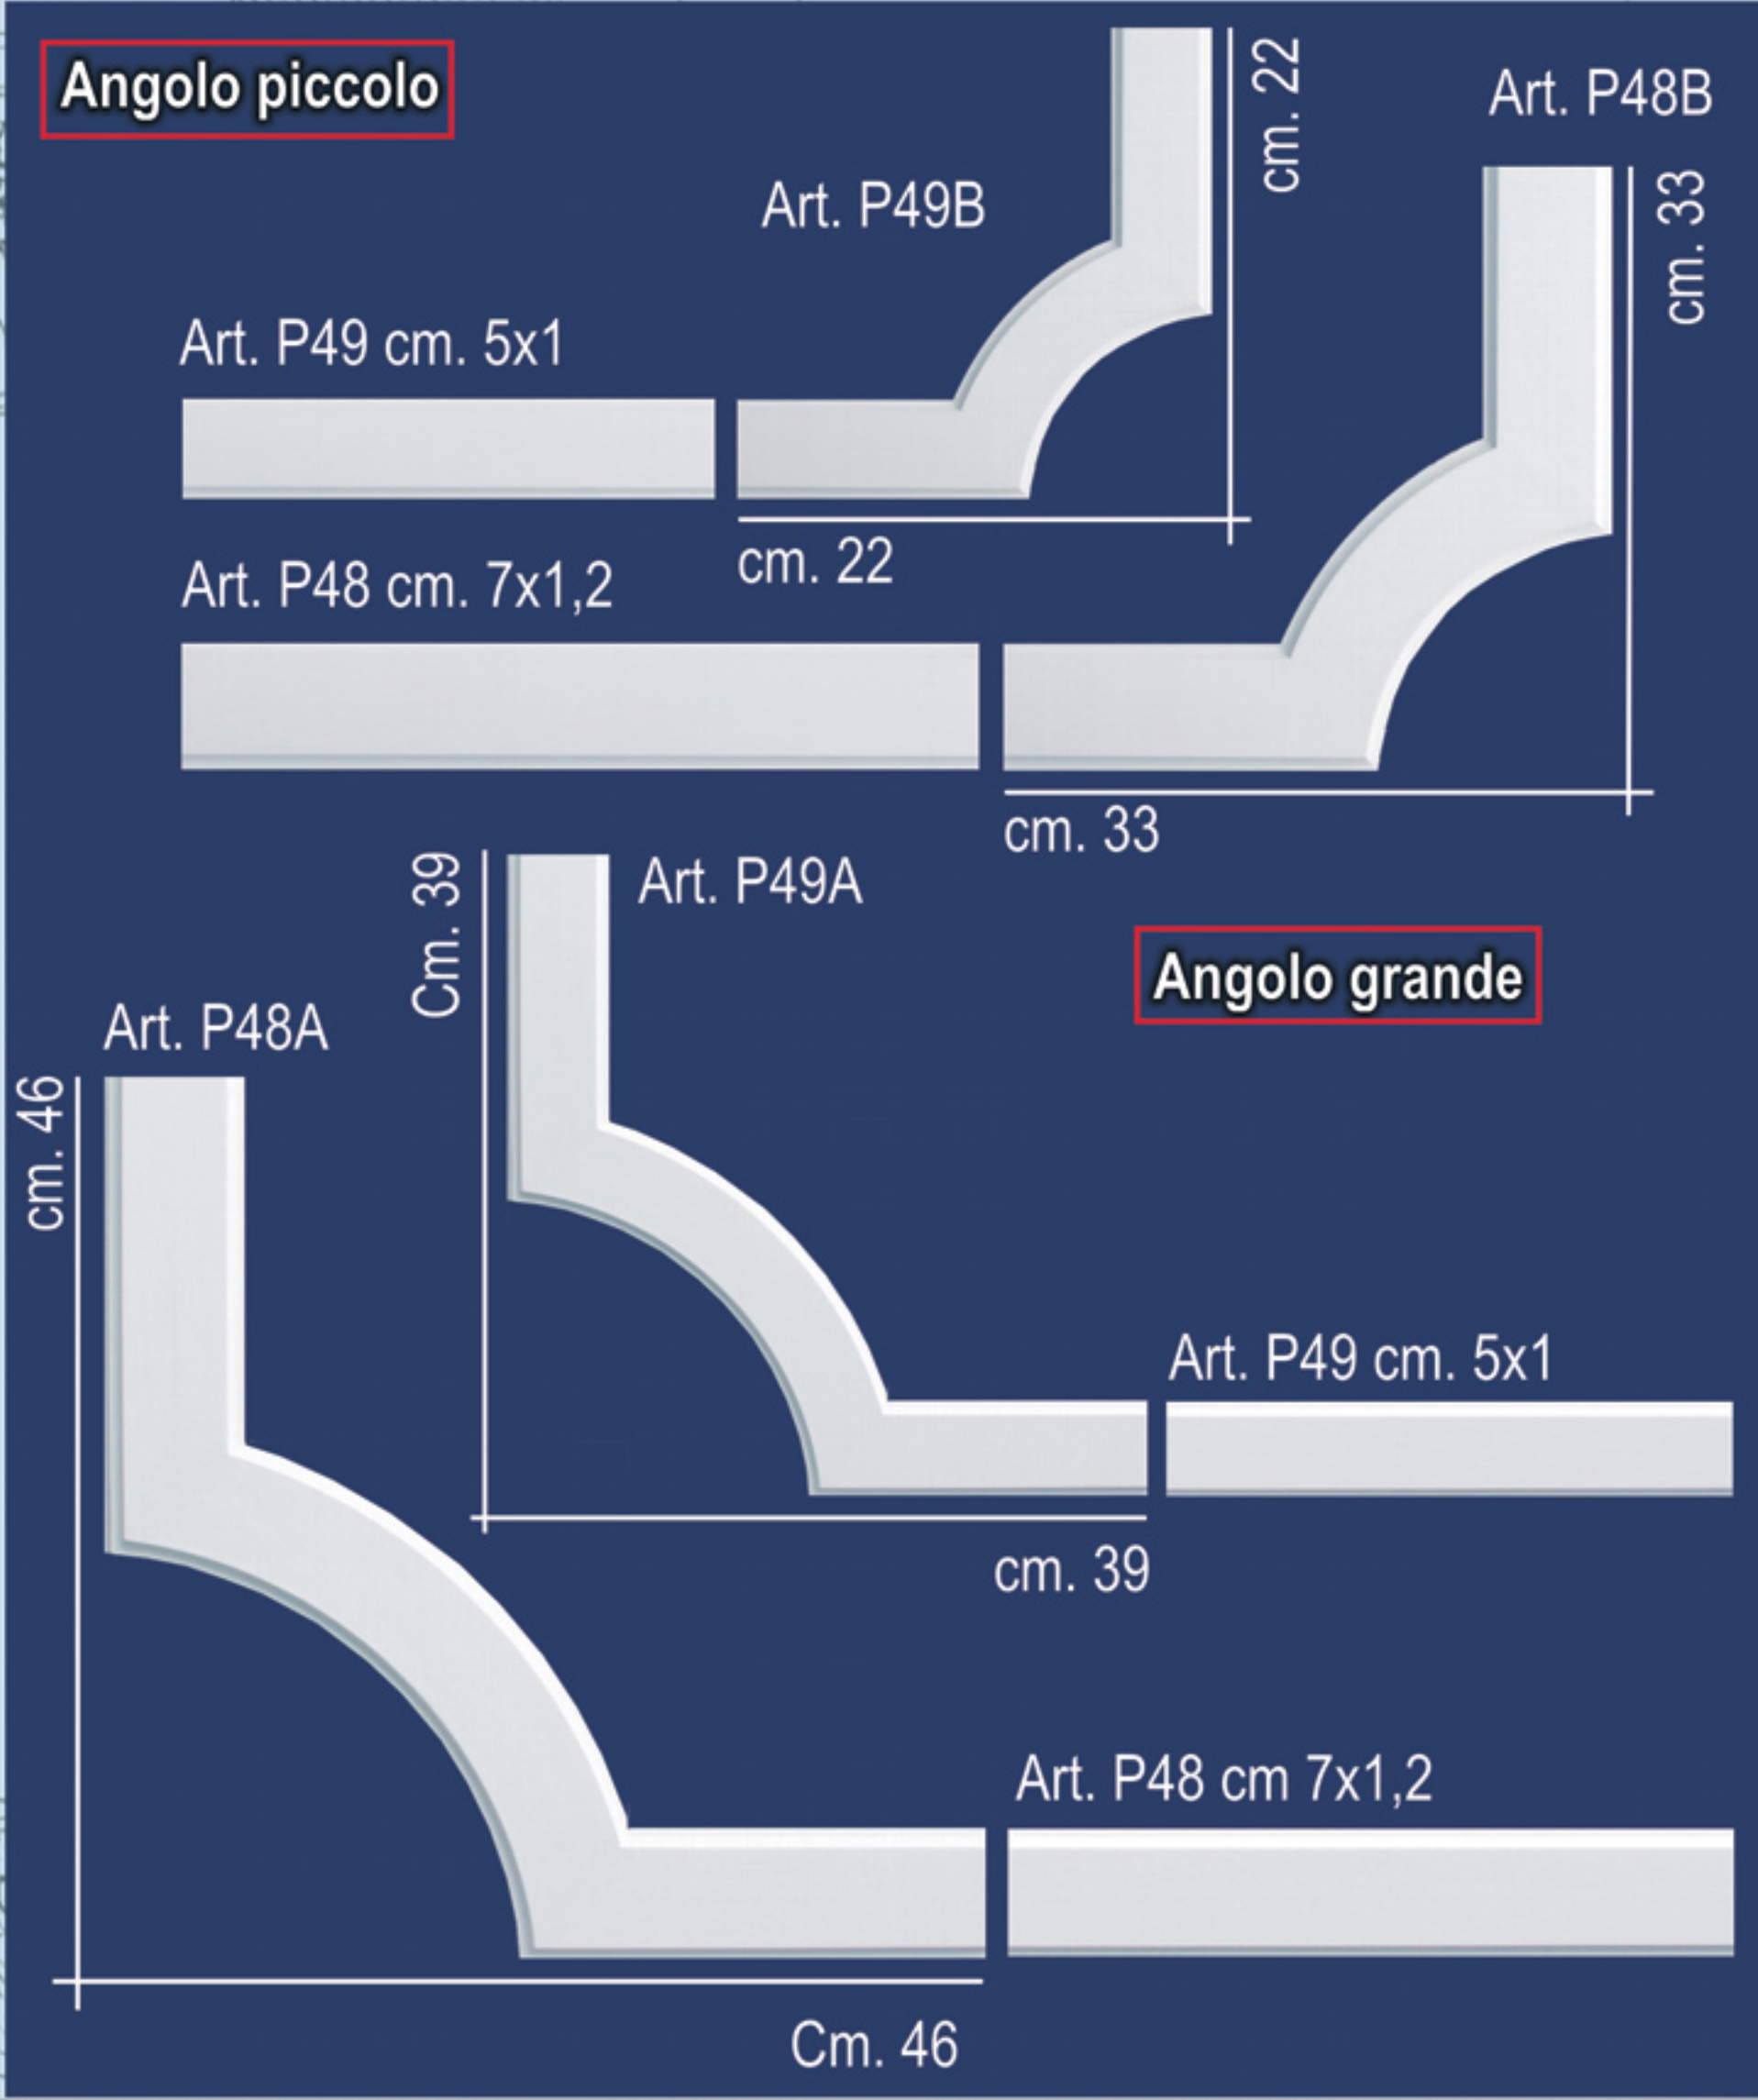 Angolo piccolo
cm. 22
Art. P48B
Art. P49B
cm. 33
Art. P49 cm. 5x1
cm. 22
Art. P48 cm. 7x1,2
cm. 33
Cm. 39
Art. P49A
Angolo grande
Art. P48A
cm. 46
Art. P49 cm. 5x1
cm. 39
Art. P48 cm 7x1,2
Cm. 46